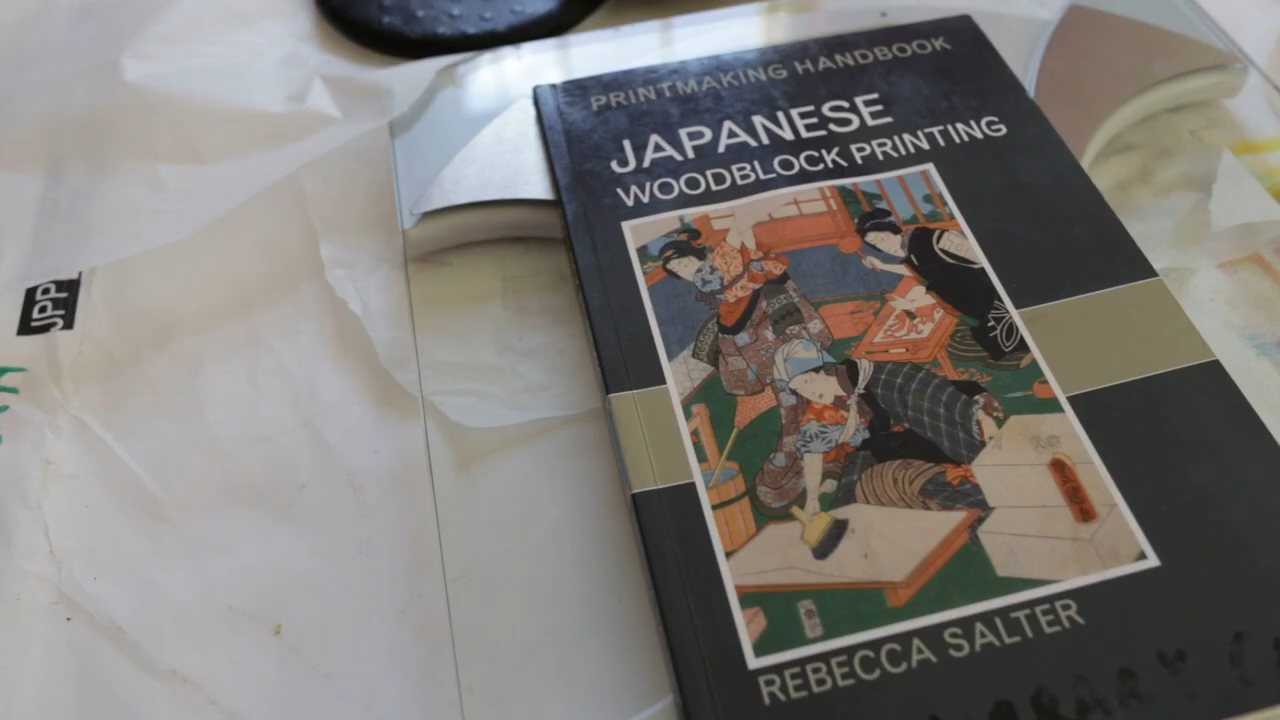 PRINTMAKING HANDBOOK
JAPANESE
WOODBLOCK PRINTING
REBECCA SALTER
JPP